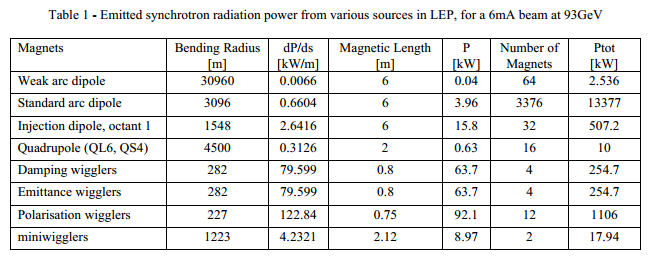 Table 1 - Emitted synchrotron radiation power from various sources in LEP, for a 6mA beam at 93GeV
Magnets Bending Radius [m] dP/ds [kW/m] Magnetic Length [m] P [kW] Number of Magnets Ptot [kW]
Weak arc dipole 30960 0.0066 6 0.04 64 2.536
Standard arc dipole 3096 0.6604 6 3.96 3376 13377
Injection dipole, octant 1 1548 2.6416 6 15.8 32 507.2
Quadrupole (QL6, QS4) 4500 0.3126 2 0.63 16 10
Damping wigglers 282 79.599 0.8 63.7 4 254.7
Emittance wigglers 282 79.599 0.8 63.7 4 254.7
Polarisation wigglers 227 122.84 0.75 92.1 12 1106
miniwigglers 1223 4.2321 2.12 8.97 2 17.94